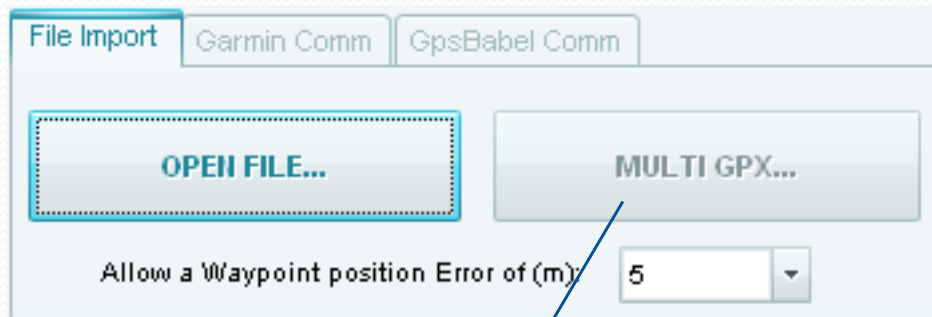 File Import Garmin Comm GpsBabel Comm
OPEN FILE... MULTI GPX...
Allow a Waypoint position Error of (m): 5